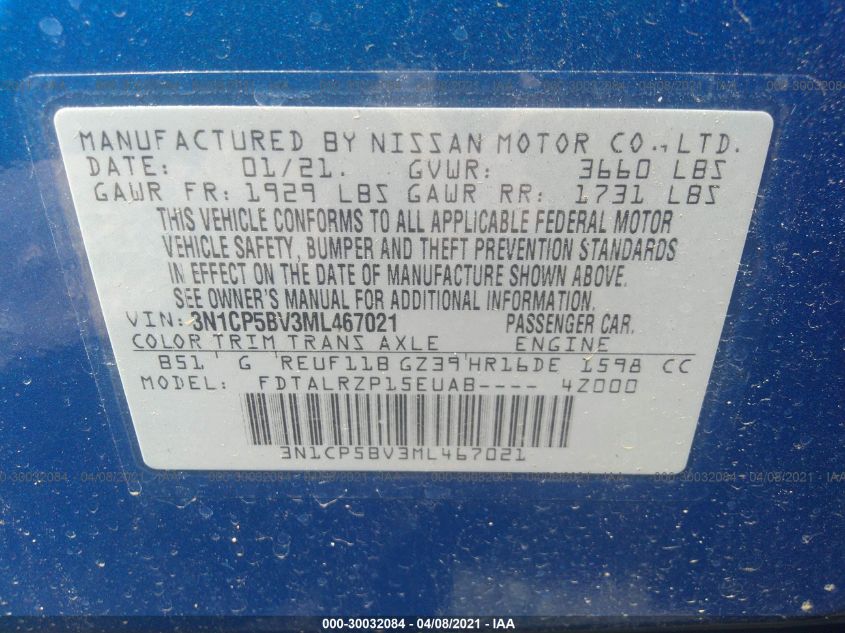 MANUFACTURED BY NISSAN MOTOR CO., LTD.
DATE: 01/21. GVWR: 3660 LBS
GAWR FR: 1929 LBS GAWR RR: 1731 LBS
THIS VEHICLE CONFORMS TO ALL APPLICABLE FEDERAL MOTOR
VEHICLE SAFETY, BUMPER AND THEFT PREVENTION STANDARDS
IN EFFECT ON THE DATE OF MANUFACTURE SHOWN ABOVE.
SEE OWNER'S MANUAL FOR ADDITIONAL INFORMATION.
VIN: 3N1CP5BV3ML467021 PASSENGER CAR.
COLOR TRIM TRANS AXLE ENGINE
B51 G REUF11B GZ39 HR16DE 1598 CC
MODEL: FDTALRZP15EUAB---- 4Z000
3N1CP5BV3ML467021
000-30032084 - 04/08/2021 - IAA